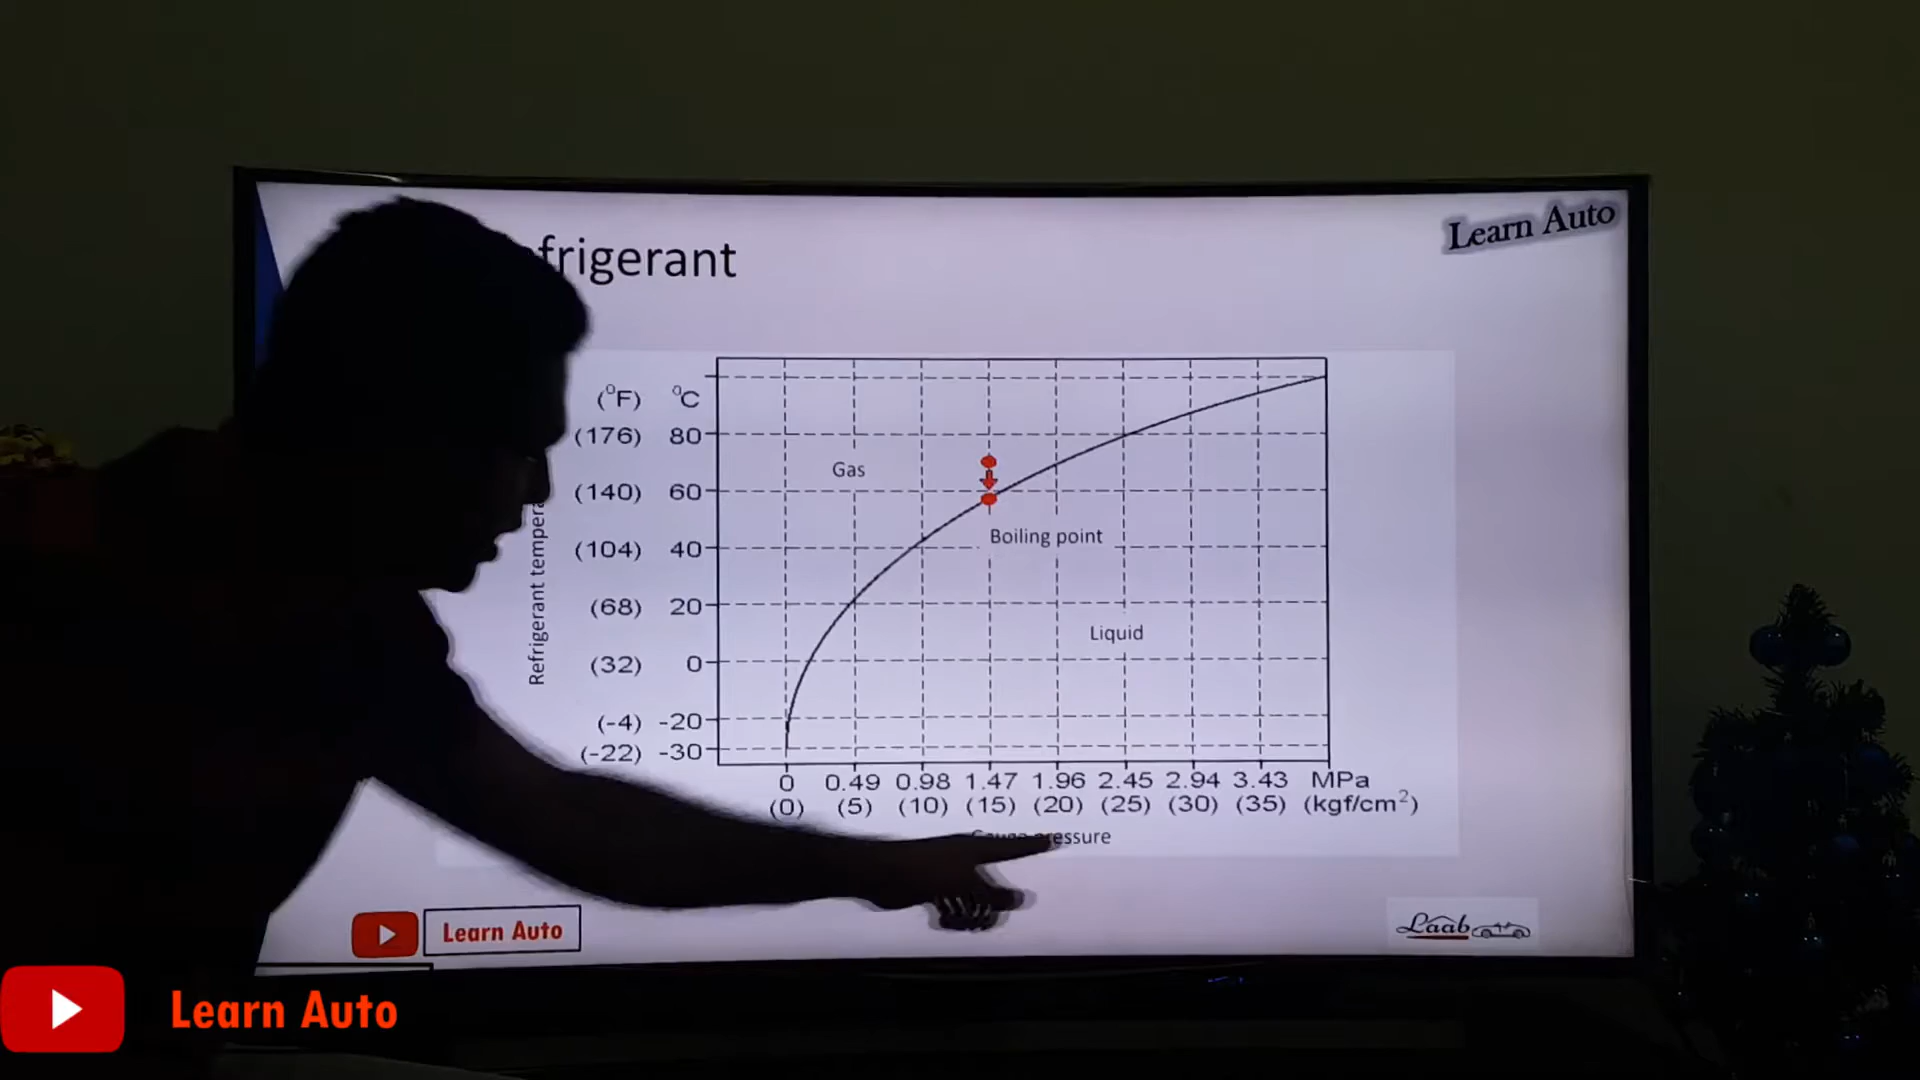 Learn Auto
frigerant
(°F) °C
(176) 80
Gas
(140) 60
Boiling point
(104) 40
(68) 20
Liquid
(32) 0
(-4) -20
(-22) -30
Refrigerant
0 0.49 0.98 1.47 1.96 2.45 2.94 3.43 MPa
(0) (5) (10) (15) (20) (25) (30) (35) (kgf/cm²)
Gauge pressure
Learn Auto
Laab
Learn Auto